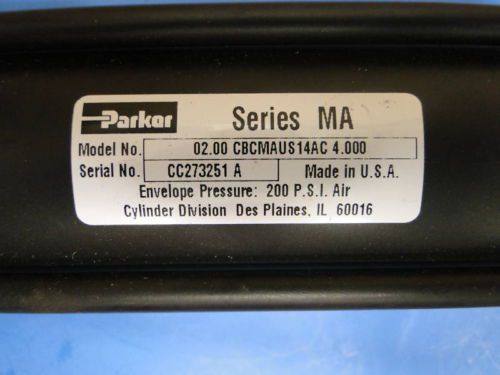 Parker Series MA
Model No. 02.00 CBCMAUS14AC 4.000
Serial No. CC273251 A Made in U.S.A.
Envelope Pressure: 200 P.S.I. Air
Cylinder Division Des Plaines, IL 60016